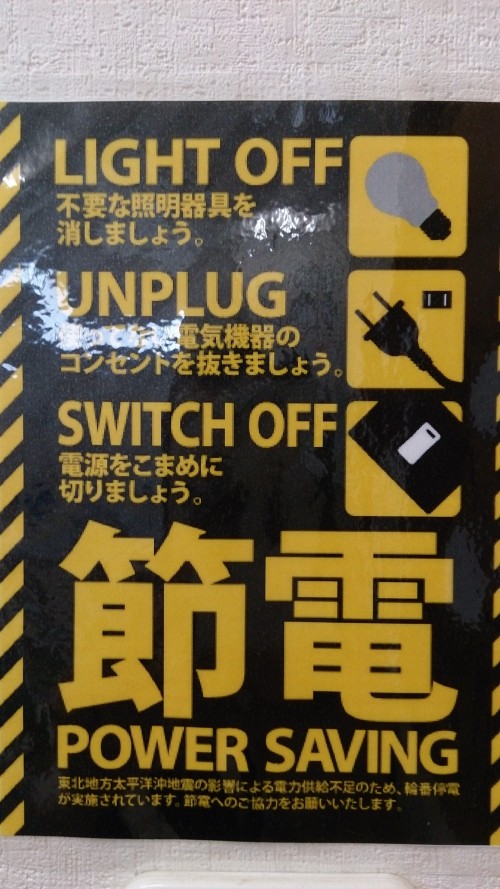 LIGHT OFF
不要な照明器具を
消しましょう。
UNPLUG
電気機器の
コンセントを抜きましょう。
SWITCH OFF
電源をこまめに
切りましょう。
節電
POWER SAVING
東北地方太平洋沖地震の影響による電力供給不足のため、輪番停電
が実施されています。節電へのご協力をお願いいたします。